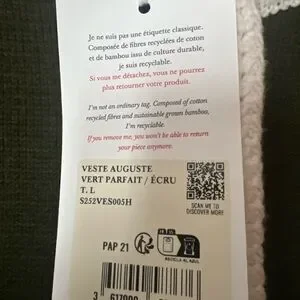 Je ne suis pas une étiquette classique.
Composée de fibres recyclées de coton
et de bambou issu de culture durable,
je suis recyclable.
Si vous me détachez, vous ne pourrez
plus retourner votre produit.
I'm not an ordinary tag. Composed of cotton
recycled fibres and sustainable grown bamboo,
I'm recyclable.
If you remove me, you won't be able to return
your piece anymore.
VESTE AUGUSTE
VERT PARFAIT / ÉCRU
T. L
S252VES005H
SCAN ME TO
DISCOVER MORE
PAP 21
RECICLA AL AZUL